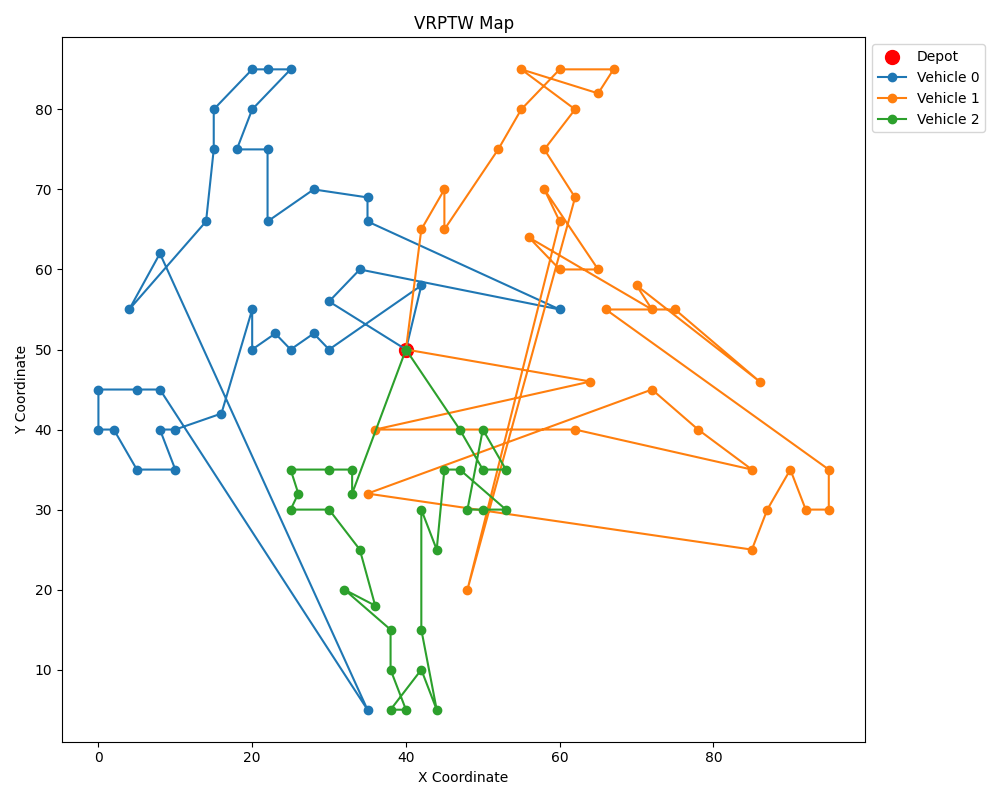 VRPTW Map
Depot
Vehicle 0
Vehicle 1
Vehicle 2
Y Coordinate
80
70
60
50
40
30
20
10
0 20 40 60 80
X Coordinate